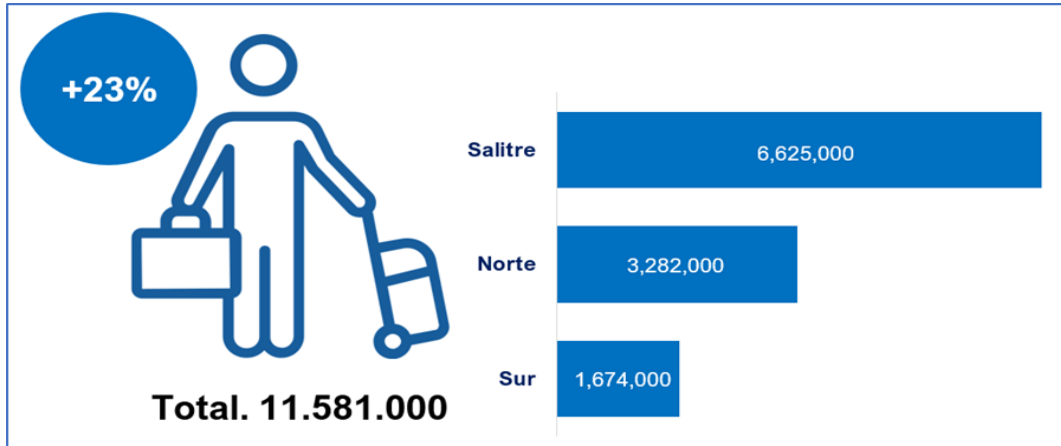 +23%
Total. 11.581.000
Salitre
6,625,000
Norte
3,282,000
Sur
1,674,000